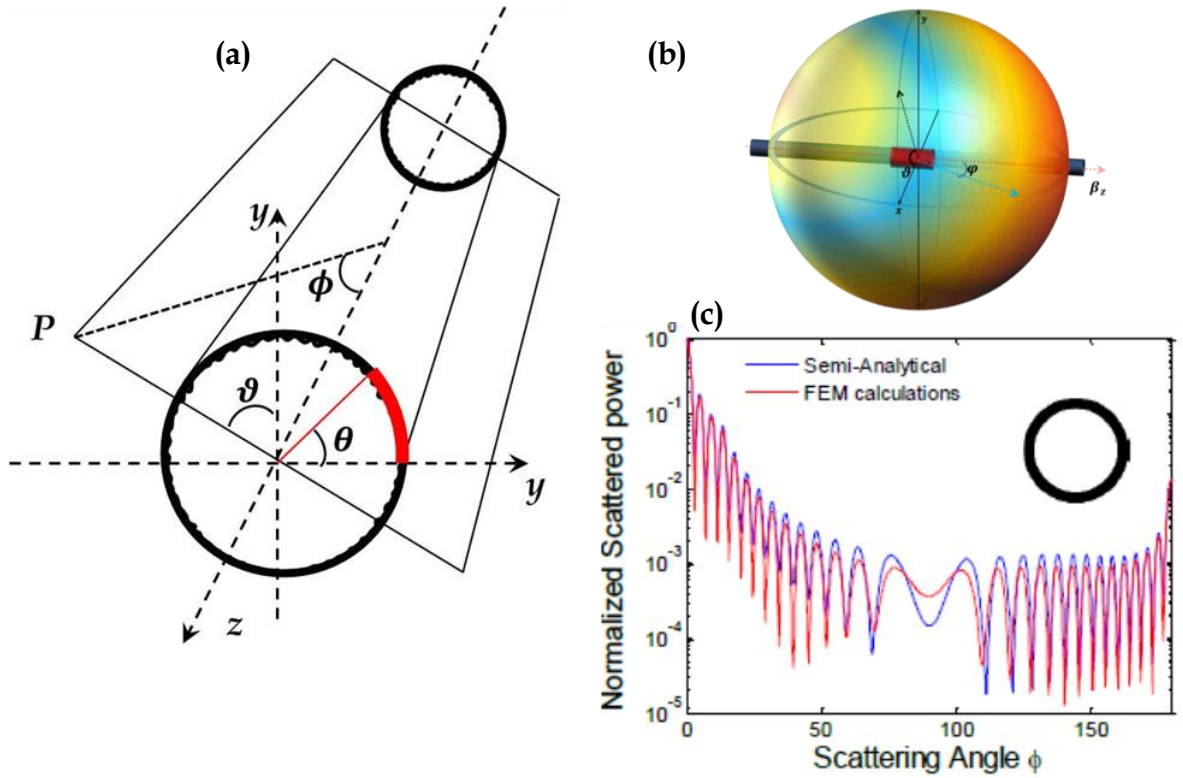 (a)
y
ϕ
P
ϑ
θ
y
z
(b)
y
ϑ
φ
x
β_z
(c)
Normalized Scattered power
10^0
10^-1
10^-2
10^-3
10^-4
10^-5
Semi-Analytical
FEM calculations
0
50
100
150
Scattering Angle ϕ